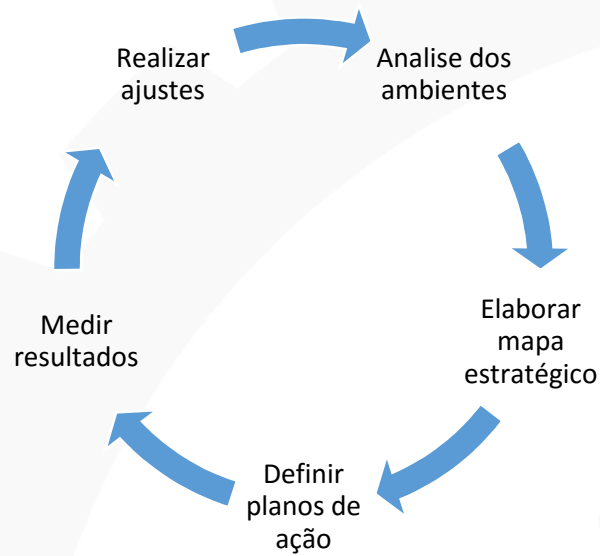 Realizar
ajustes
Analise dos
ambientes
Elaborar
mapa
estratégico
Definir
planos de
ação
Medir
resultados